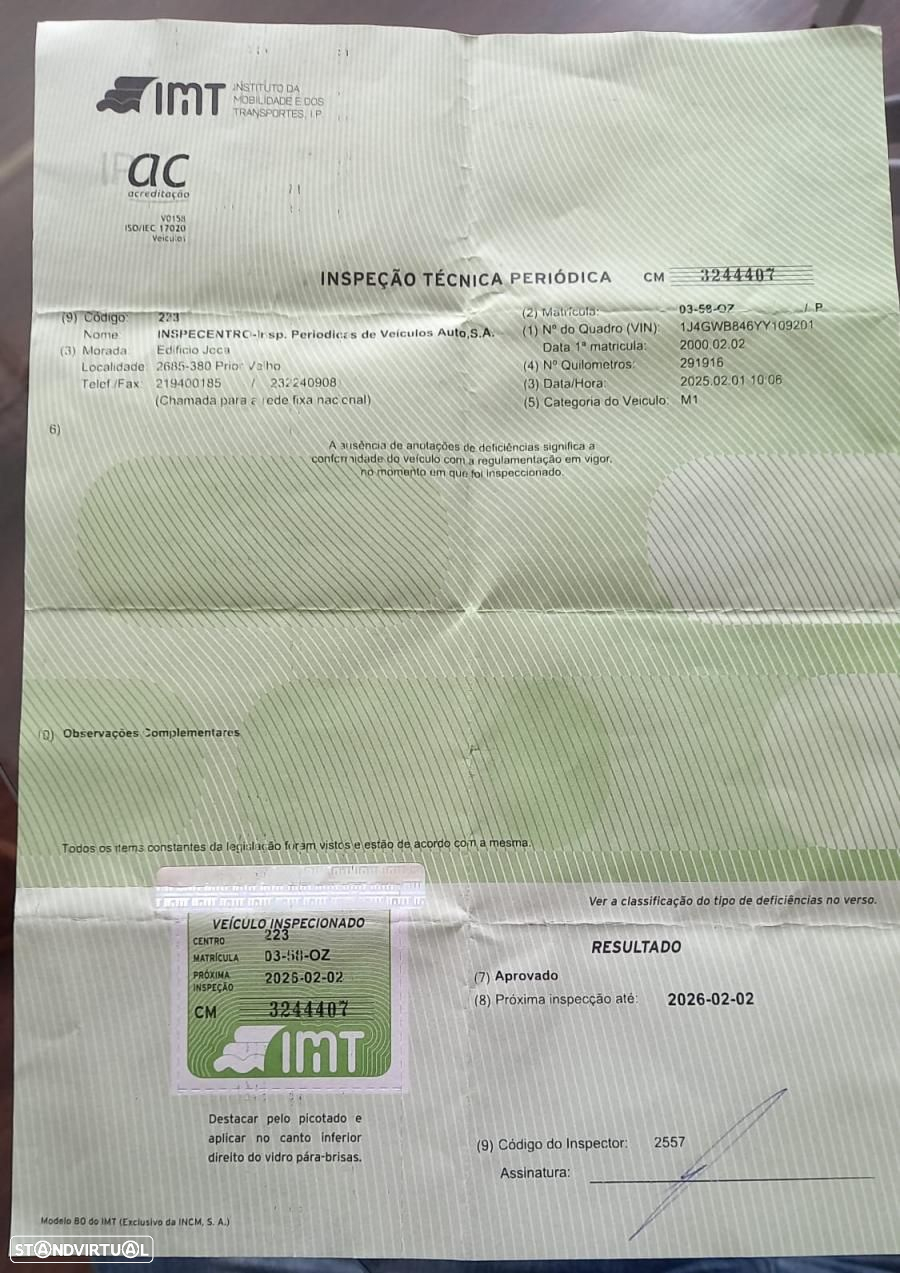 IMT INSTITUTO DA
MOBILIDADE E DOS
TRANSPORTES, I.P.
ac
acreditação
V0158
ISO/IEC 17020
Veículos
INSPEÇÃO TÉCNICA PERIÓDICA CM 3244407
(9) Código: 223
Nome INSPECENTRO-Insp. Periodicas de Veículos Auto,S.A.
(3) Morada Edificio Joca
Localidade: 2685-380 Prior Velho
Telef./Fax: 219400185 / 232240908
(Chamada para a rede fixa nacional)
(2) Matrícula: 03-58-OZ / P
(1) Nº do Quadro (VIN): 1J4GWB846YY109201
Data 1ª matricula: 2000.02.02
(4) Nº Quilometros: 291916
(3) Data/Hora: 2025.02.01 10:06
(5) Categoria do Veiculo: M1
6)
A ausência de anotações de deficiências significa a
conformidade do veículo com a regulamentação em vigor,
no momento em que foi inspeccionado.
Observações Complementares
Todos os items constantes da legislação foram vistos e estão de acordo com a mesma.
Ver a classificação do tipo de deficiências no verso.
VEÍCULO INSPECIONADO
CENTRO 223
MATRÍCULA 03-58-OZ
PRÓXIMA
INSPEÇÃO 2026-02-02
CM 3244407
IMT
Destacar pelo picotado e
aplicar no canto inferior
direito do vidro pára-brisas.
RESULTADO
(7) Aprovado
(8) Próxima inspecção até: 2026-02-02
(9) Código do Inspector: 2557
Assinatura:
Modelo 80 do IMT (Exclusivo da INCM, S. A.)
STANDVIRTUAL